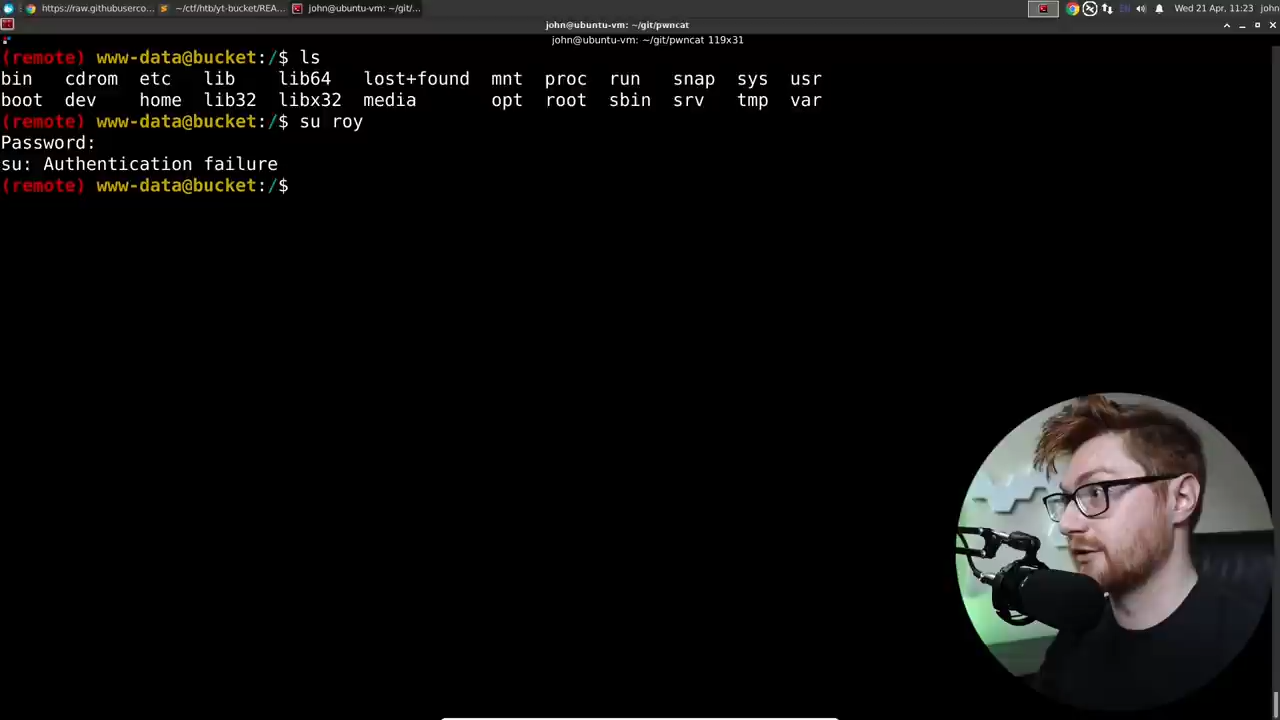 https://raw.githubuserco... ~/ctf/htb/yt-bucket/REA... john@ubuntu-vm: ~/git/... EN Wed 21 Apr, 11:23 john
john@ubuntu-vm: ~/git/pwncat
john@ubuntu-vm: ~/git/pwncat 119x31
(remote) www-data@bucket:/$ ls
bin cdrom etc lib lib64 lost+found mnt proc run snap sys usr
boot dev home lib32 libx32 media opt root sbin srv tmp var
(remote) www-data@bucket:/$ su roy
Password:
su: Authentication failure
(remote) www-data@bucket:/$